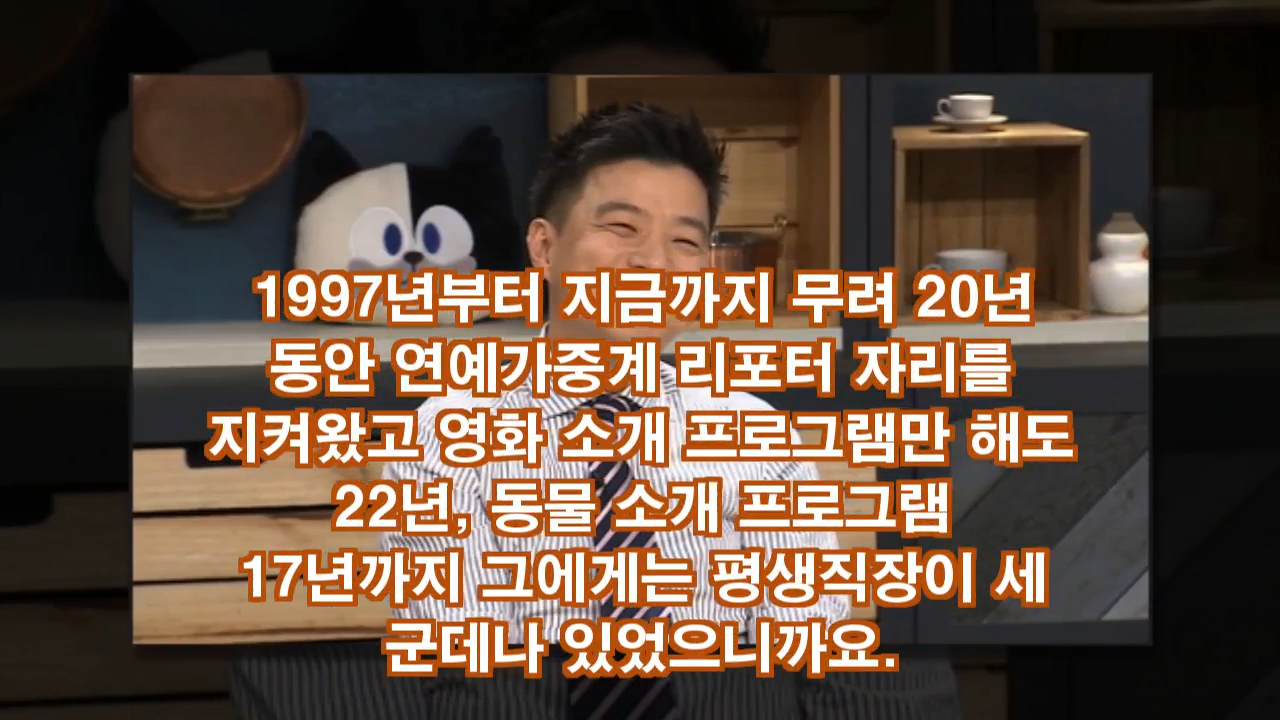 1997년부터 지금까지 무려 20년
동안 연예가중계 리포터 자리를
지켜왔고 영화 소개 프로그램만 해도
22년, 동물 소개 프로그램
17년까지 그에게는 평생직장이 세
군데나 있었으니까요.